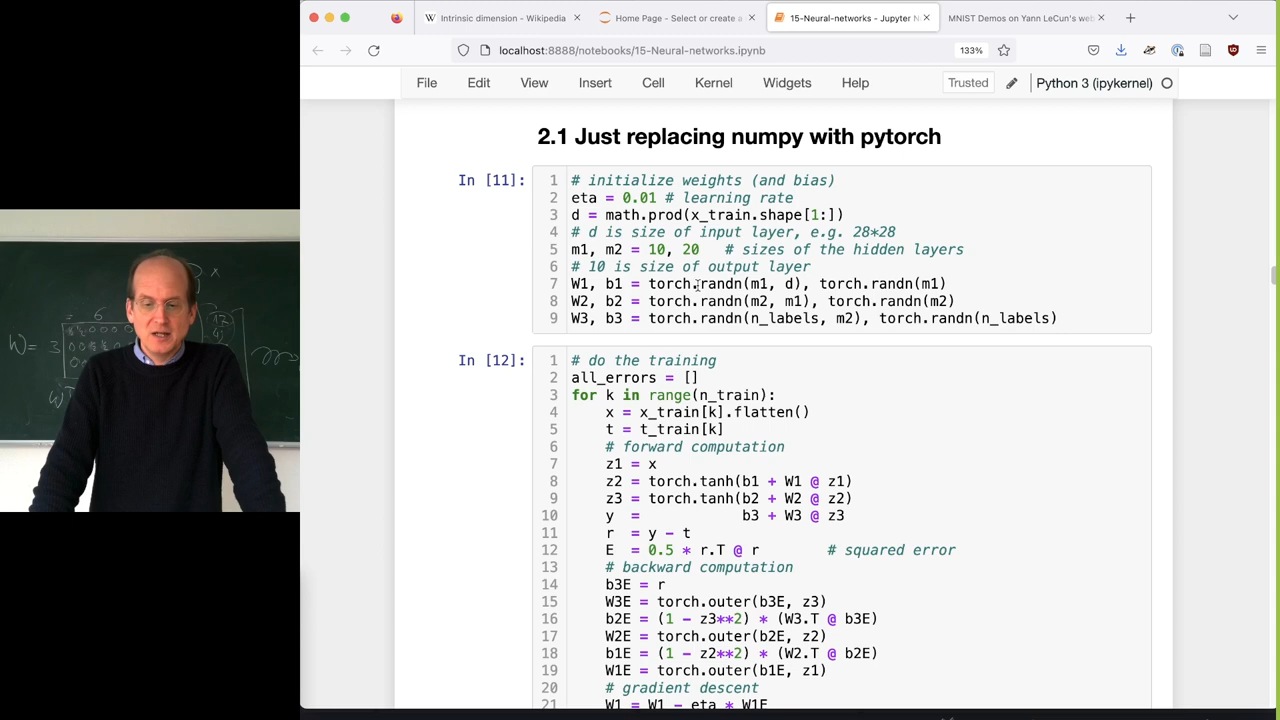 Intrinsic dimension - Wikipedia
Home Page - Select or create a
15-Neural-networks - Jupyter N
MNIST Demos on Yann LeCun's web
localhost:8888/notebooks/15-Neural-networks.ipynb
133%
File Edit View Insert Cell Kernel Widgets Help
Trusted
Python 3 (ipykernel)
2.1 Just replacing numpy with pytorch
In [11]:
1 # initialize weights (and bias)
2 eta = 0.01 # learning rate
3 d = math.prod(x_train.shape[1:])
4 # d is size of input layer, e.g. 28*28
5 m1, m2 = 10, 20 # sizes of the hidden layers
6 # 10 is size of output layer
7 W1, b1 = torch.randn(m1, d), torch.randn(m1)
8 W2, b2 = torch.randn(m2, m1), torch.randn(m2)
9 W3, b3 = torch.randn(n_labels, m2), torch.randn(n_labels)
In [12]:
1 # do the training
2 all_errors = []
3 for k in range(n_train):
4 x = x_train[k].flatten()
5 t = t_train[k]
6 # forward computation
7 z1 = x
8 z2 = torch.tanh(b1 + W1 @ z1)
9 z3 = torch.tanh(b2 + W2 @ z2)
10 y = b3 + W3 @ z3
11 r = y - t
12 E = 0.5 * r.T @ r # squared error
13 # backward computation
14 b3E = r
15 W3E = torch.outer(b3E, z3)
16 b2E = (1 - z3**2) * (W3.T @ b3E)
17 W2E = torch.outer(b2E, z2)
18 b1E = (1 - z2**2) * (W2.T @ b2E)
19 W1E = torch.outer(b1E, z1)
20 # gradient descent
21 W1 = W1 - eta * W1E
W = 3
6
x